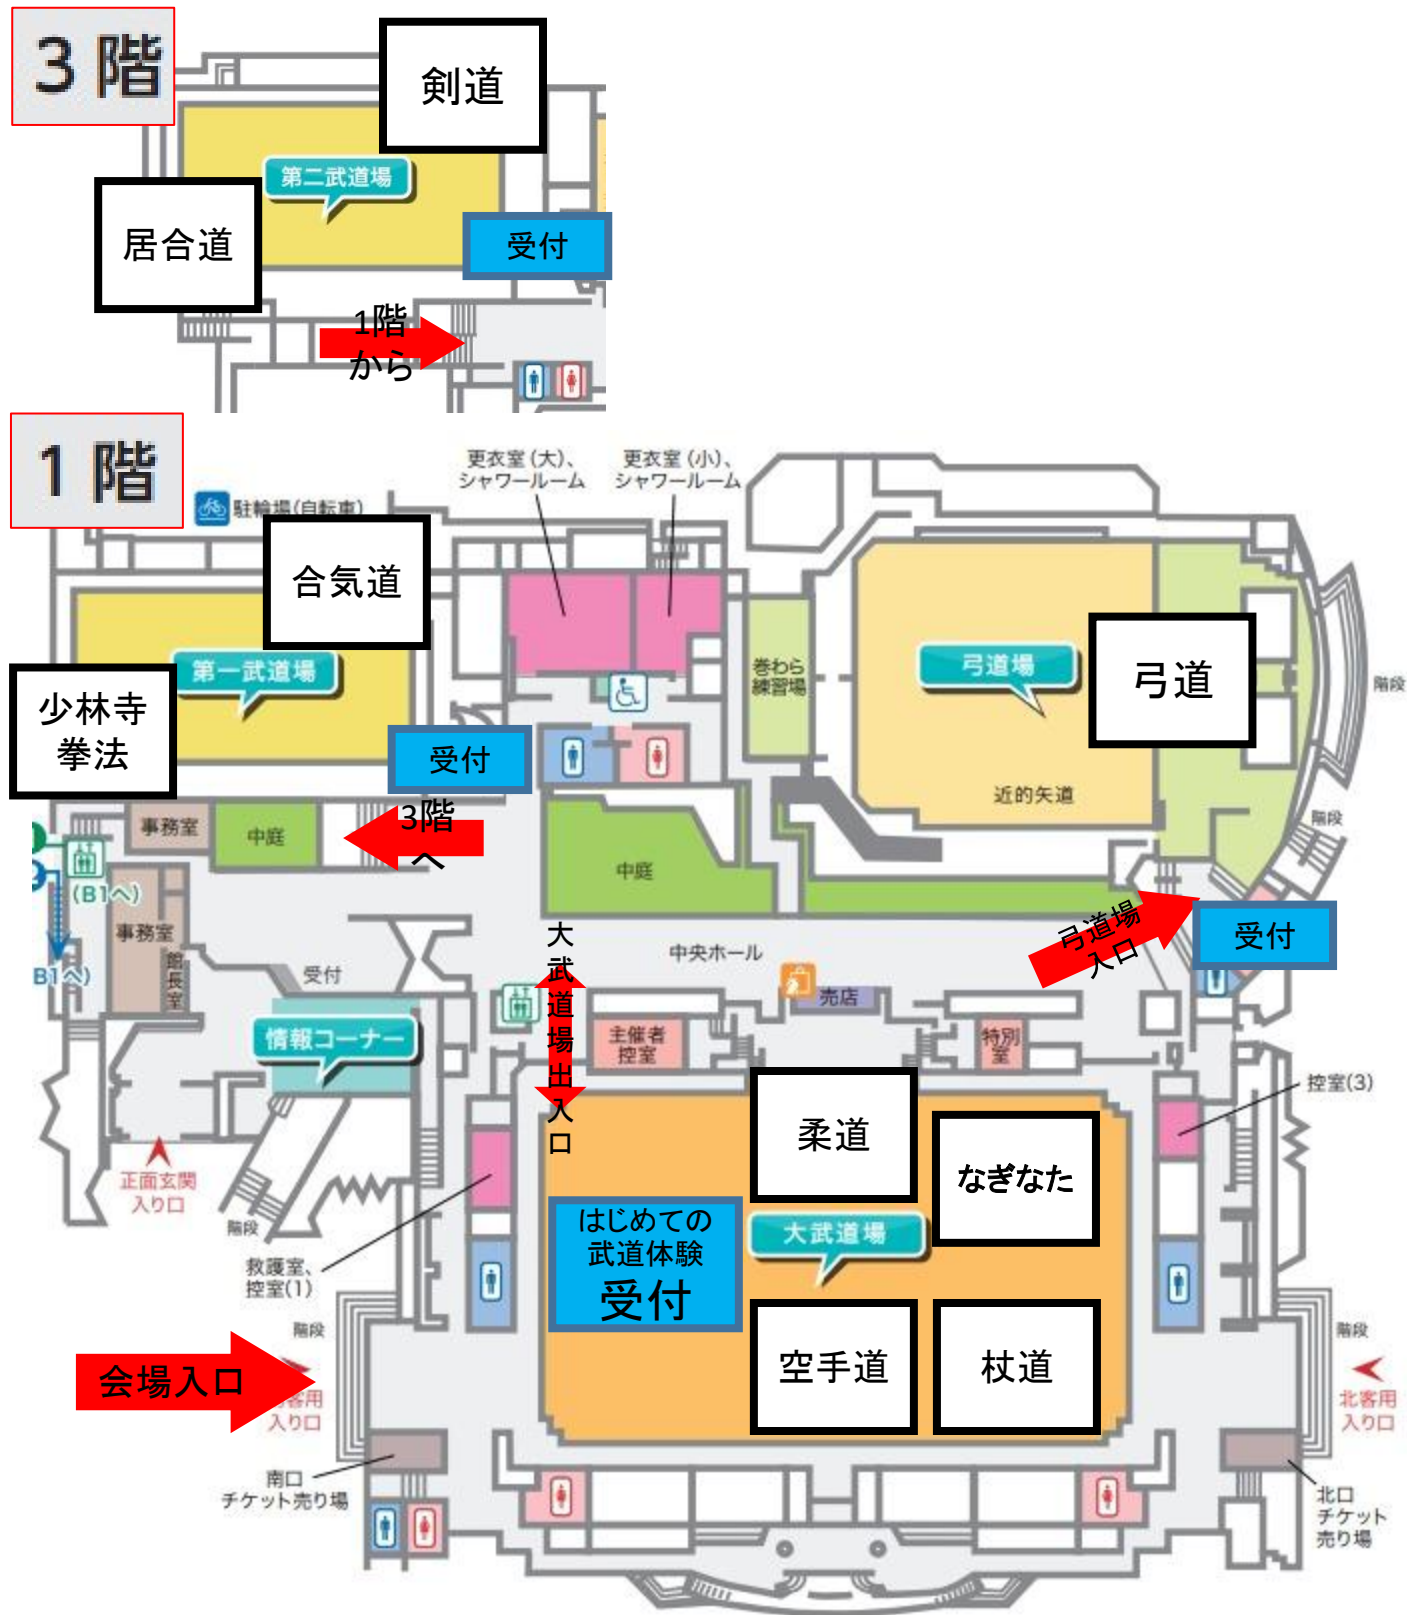 3階
剣道
第二武道場
居合道
受付
1階
から
1階
更衣室(大)、
シャワールーム
更衣室(小)、
シャワールーム
駐輪場(自転車)
合気道
第一武道場
少林寺
拳法
受付
3階
へ
巻わら
練習場
弓道場
弓道
近的矢道
階段
階段
事務室
中庭
(B1へ)
中庭
事務室
館長室
B1へ)
受付
情報コーナー
大武道場出入口
中央ホール
売店
弓道場
入口
受付
主催者
控室
特別
室
控室(3)
正面玄関
入り口
階段
救護室、
控室(1)
柔道
なぎなた
はじめての
武道体験
受付
大武道場
空手道
杖道
階段
会場入口
客用
入り口
南口
チケット売り場
階段
北客用
入り口
北口
チケット
売り場